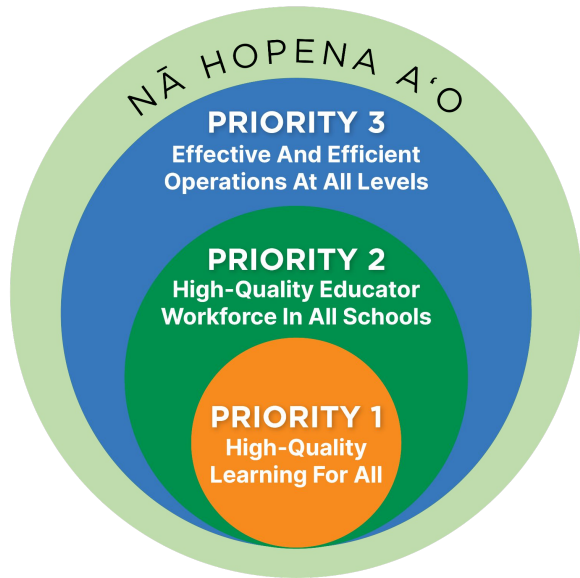 NĀ HOPENA AʻO
PRIORITY 3
Effective And Efficient
Operations At All Levels
PRIORITY 2
High-Quality Educator
Workforce In All Schools
PRIORITY 1
High-Quality
Learning For All